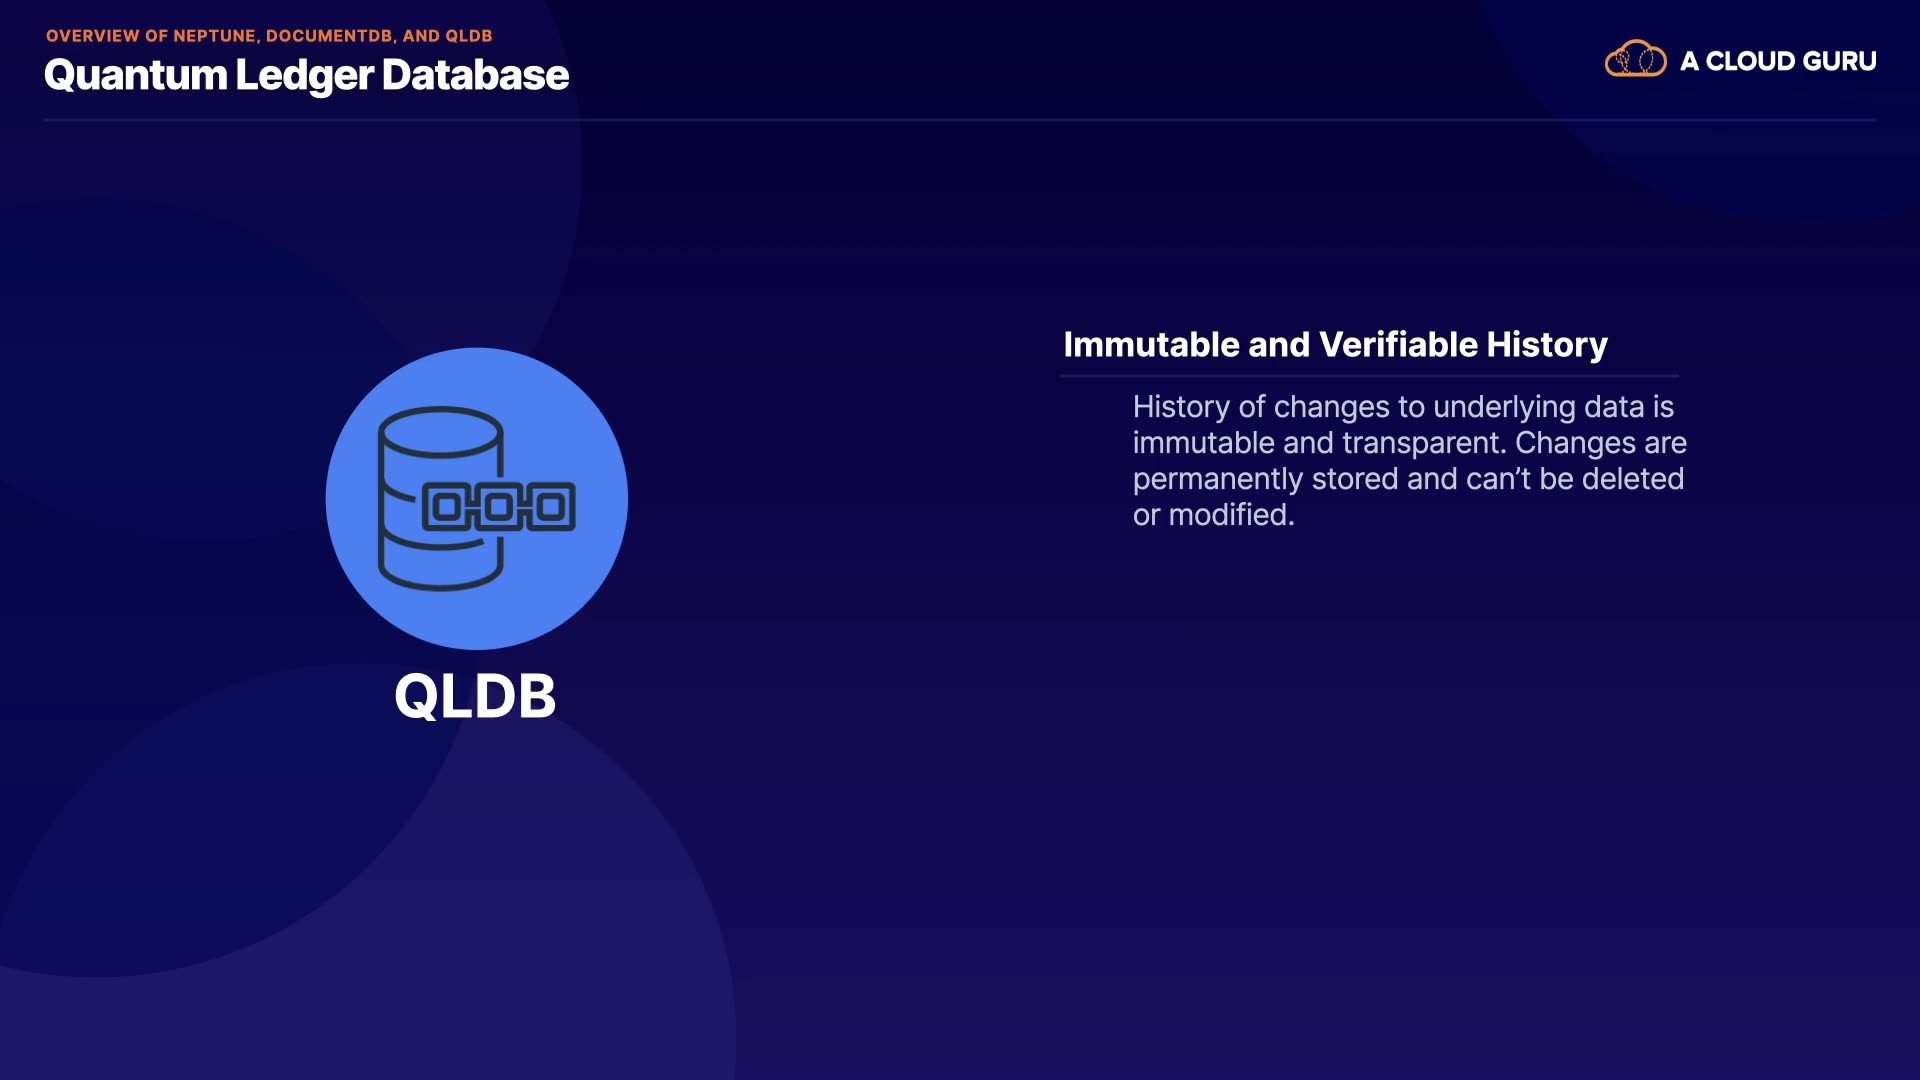 OVERVIEW OF NEPTUNE, DOCUMENTDB, AND QLDB
Quantum Ledger Database
A CLOUD GURU
Immutable and Verifiable History
History of changes to underlying data is
immutable and transparent. Changes are
permanently stored and can’t be deleted
or modified.
QLDB